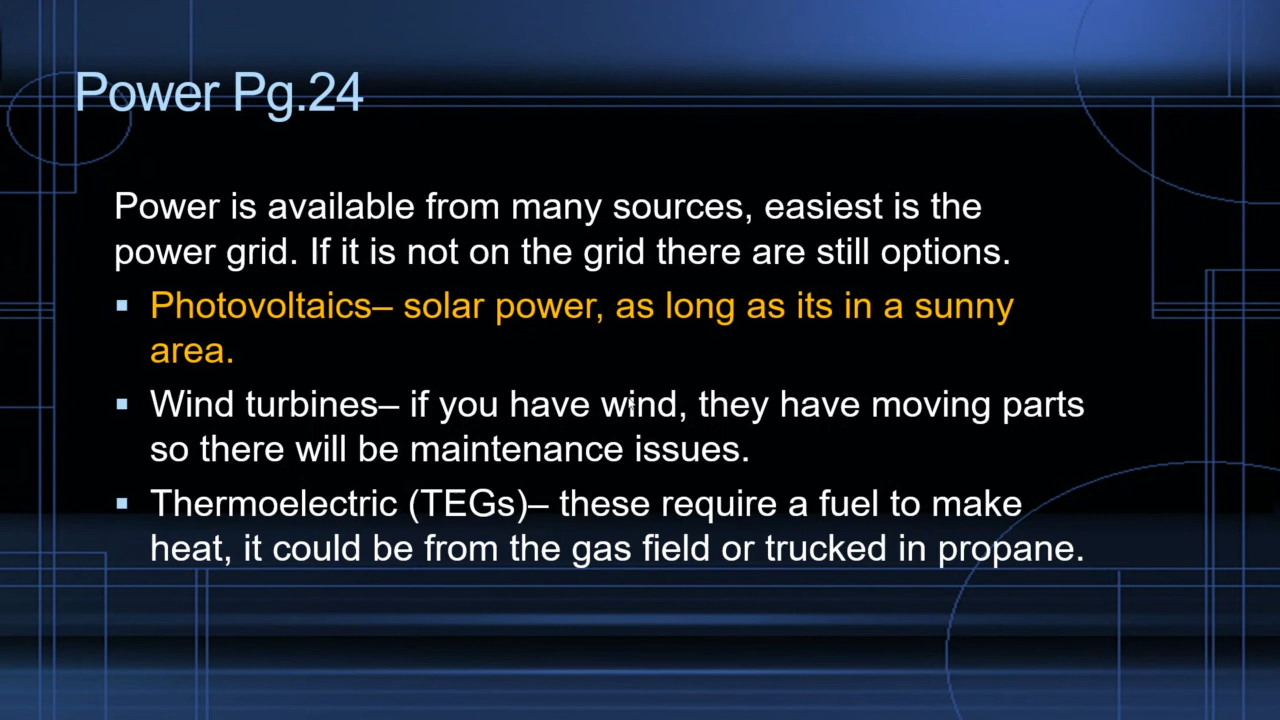 Power Pg.24
Power is available from many sources, easiest is the
power grid. If it is not on the grid there are still options.
▪ Photovoltaics– solar power, as long as its in a sunny
area.
▪ Wind turbines– if you have wind, they have moving parts
so there will be maintenance issues.
▪ Thermoelectric (TEGs)– these require a fuel to make
heat, it could be from the gas field or trucked in propane.